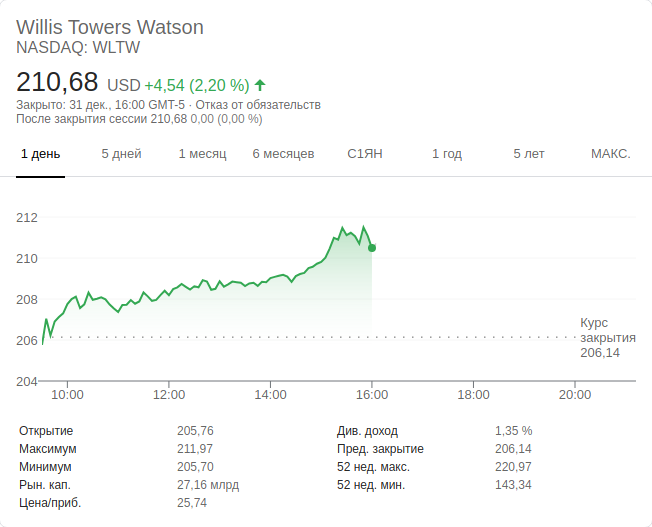 Willis Towers Watson
NASDAQ: WLTW
210,68 USD +4,54 (2,20 %)
Закрыто: 31 дек., 16:00 GMT-5 · Отказ от обязательств
После закрытия сессии 210,68 0,00 (0,00 %)
1 день 5 дней 1 месяц 6 месяцев С1ЯН 1 год 5 лет МАКС.
212
210
208
206
204
Курс
закрытия
206,14
10:00 12:00 14:00 16:00 18:00 20:00
Открытие 205,76 Див. доход 1,35 %
Максимум 211,97 Пред. закрытие 206,14
Минимум 205,70 52 нед. макс. 220,97
Рын. кап. 27,16 млрд 52 нед. мин. 143,34
Цена/приб. 25,74